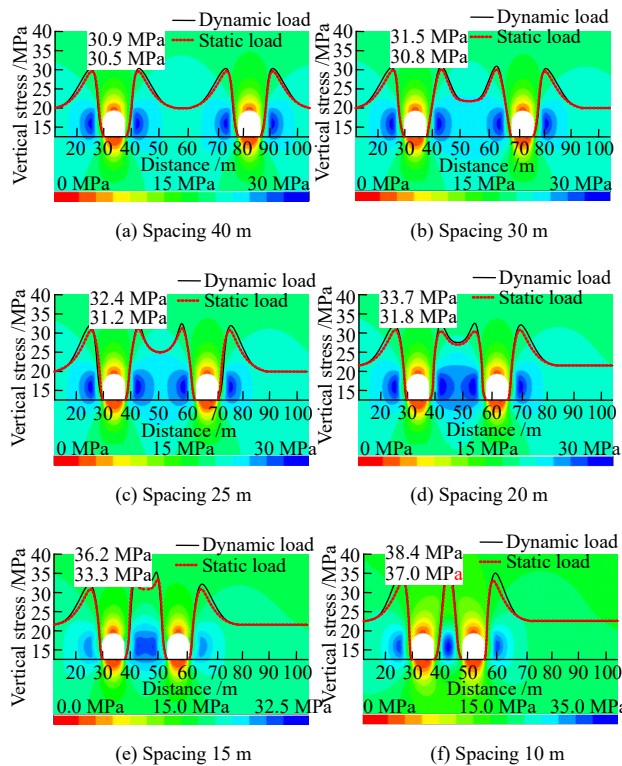 Dynamic load
Static load
30.9 MPa
30.5 MPa
Vertical stress /MPa
40
35
30
25
20
15
20 30 40 50 60 70 80 90 100
Distance /m
0 MPa 15 MPa 30 MPa
(a) Spacing 40 m
Dynamic load
Static load
31.5 MPa
30.8 MPa
Vertical stress /MPa
40
35
30
25
20
15
20 30 40 50 60 70 80 90 100
Distance /m
0 MPa 15 MPa 30 MPa
(b) Spacing 30 m
Dynamic load
Static load
32.4 MPa
31.2 MPa
Vertical stress /MPa
40
35
30
25
20
15
20 30 40 50 60 70 80 90 100
Distance /m
0 MPa 15 MPa 30 MPa
(c) Spacing 25 m
Dynamic load
Static load
33.7 MPa
31.8 MPa
Vertical stress /MPa
40
35
30
25
20
15
20 30 40 50 60 70 80 90 100
Distance /m
0 MPa 15 MPa 30 MPa
(d) Spacing 20 m
Dynamic load
Static load
36.2 MPa
33.3 MPa
Vertical stress /MPa
40
35
30
25
20
15
20 30 40 50 60 70 80 90 100
Distance /m
0.0 MPa 15.0 MPa 32.5 MPa
(e) Spacing 15 m
Dynamic load
Static load
38.4 MPa
37.0 MPa
Vertical stress /MPa
40
35
30
25
20
15
20 30 40 50 60 70 80 90 100
Distance /m
0.0 MPa 15.0 MPa 35.0 MPa
(f) Spacing 10 m